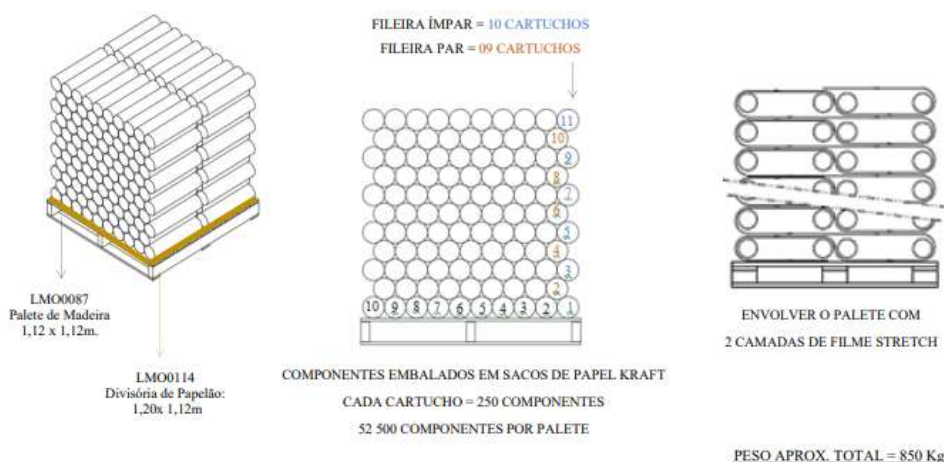 FILEIRA ÍMPAR = 10 CARTUCHOS
FILEIRA PAR = 09 CARTUCHOS
11
10
9
8
7
6
5
4
3
2
10 9 8 7 6 5 4 3 2 1
LMO0087
Palete de Madeira
1,12 x 1,12m.
LMO0114
Divisória de Papelão:
1,20x 1,12m
COMPONENTES EMBALADOS EM SACOS DE PAPEL KRAFT
CADA CARTUCHO = 250 COMPONENTES
52 500 COMPONENTES POR PALETE
ENVOLVER O PALETE COM
2 CAMADAS DE FILME STRETCH
PESO APROX. TOTAL = 850 Kg